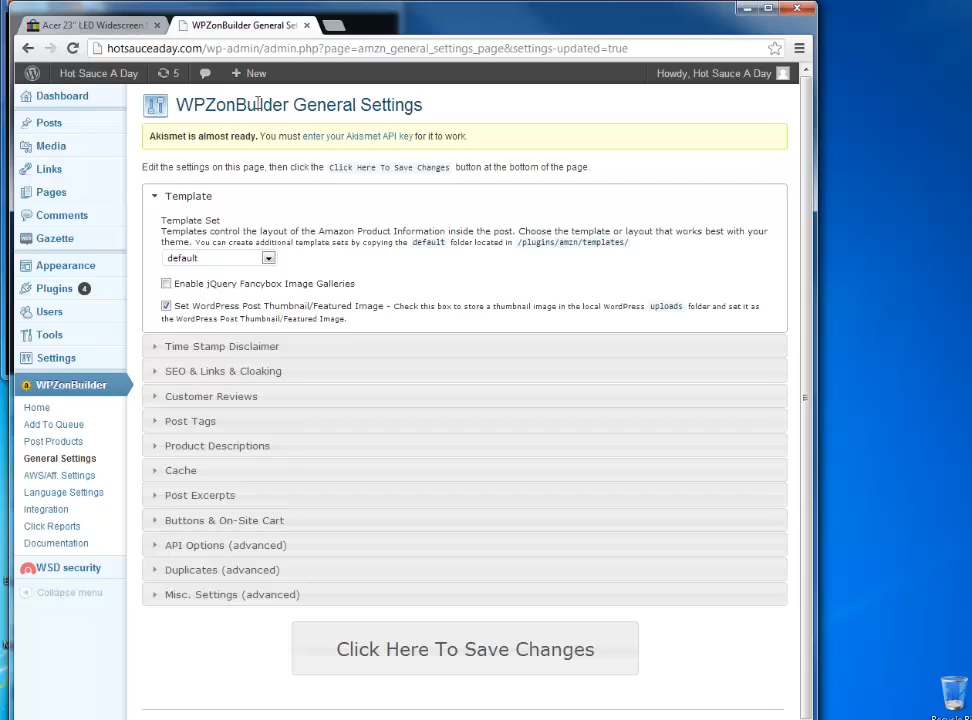 Acer 23" LED Widescreen
WPZonBuilder General Set
hotsauceaday.com/wp-admin/admin.php?page=amzn_general_settings_page&settings-updated=true
Hot Sauce A Day
5
New
Howdy, Hot Sauce A Day
Dashboard
Posts
Media
Links
Pages
Comments
Gazette
Appearance
Plugins 4
Users
Tools
Settings
WPZonBuilder
Home
Add To Queue
Post Products
General Settings
AWS/Aff. Settings
Language Settings
Integration
Click Reports
Documentation
WSD security
Collapse menu
WPZonBuilder General Settings
Akismet is almost ready. You must enter your Akismet API key for it to work.
Edit the settings on this page, then click the Click Here To Save Changes button at the bottom of the page.
Template
Template Set
Templates control the layout of the Amazon Product Information inside the post. Choose the template or layout that works best with your
theme. You can create additional template sets by copying the default folder located in /plugins/amzn/templates/
default
Enable jQuery Fancybox Image Galleries
Set WordPress Post Thumbnail/Featured Image - Check this box to store a thumbnail image in the local WordPress uploads folder and set it as
the WordPress Post Thumbnail/Featured Image.
Time Stamp Disclaimer
SEO & Links & Cloaking
Customer Reviews
Post Tags
Product Descriptions
Cache
Post Excerpts
Buttons & On-Site Cart
API Options (advanced)
Duplicates (advanced)
Misc. Settings (advanced)
Click Here To Save Changes